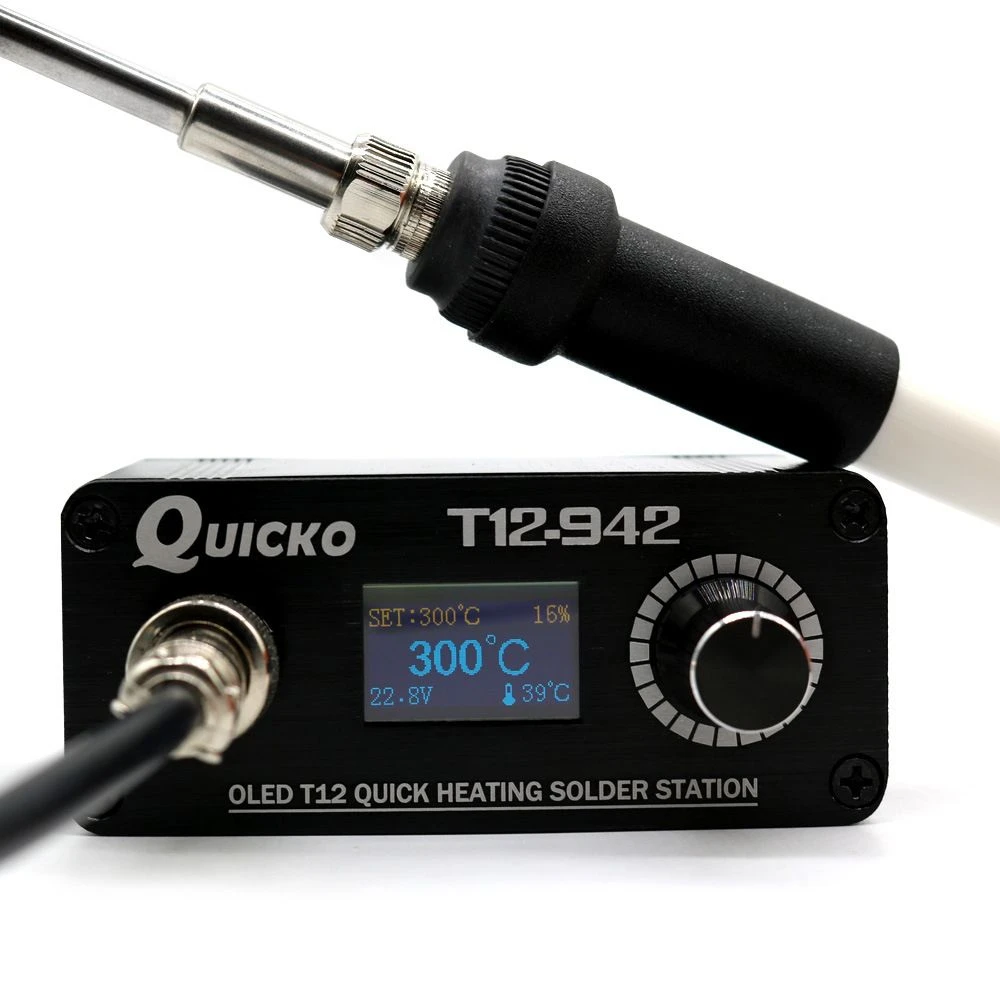 QUICKO
T12-942
SET:300℃ 16%
300°C
22.8V 39℃
OLED T12 QUICK HEATING SOLDER STATION